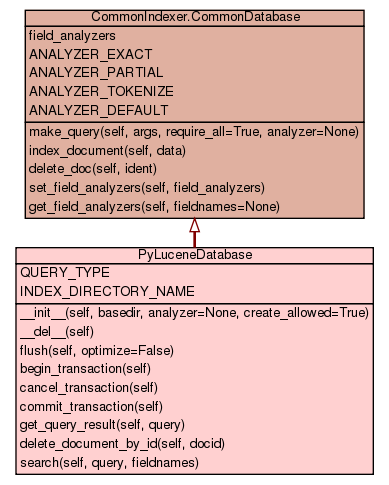 CommonIndexer.CommonDatabase
field_analyzers
ANALYZER_EXACT
ANALYZER_PARTIAL
ANALYZER_TOKENIZE
ANALYZER_DEFAULT
make_query(self, args, require_all=True, analyzer=None)
index_document(self, data)
delete_doc(self, ident)
set_field_analyzers(self, field_analyzers)
get_field_analyzers(self, fieldnames=None)
PyLuceneDatabase
QUERY_TYPE
INDEX_DIRECTORY_NAME
__init__(self, basedir, analyzer=None, create_allowed=True)
__del__(self)
flush(self, optimize=False)
begin_transaction(self)
cancel_transaction(self)
commit_transaction(self)
get_query_result(self, query)
delete_document_by_id(self, docid)
search(self, query, fieldnames)